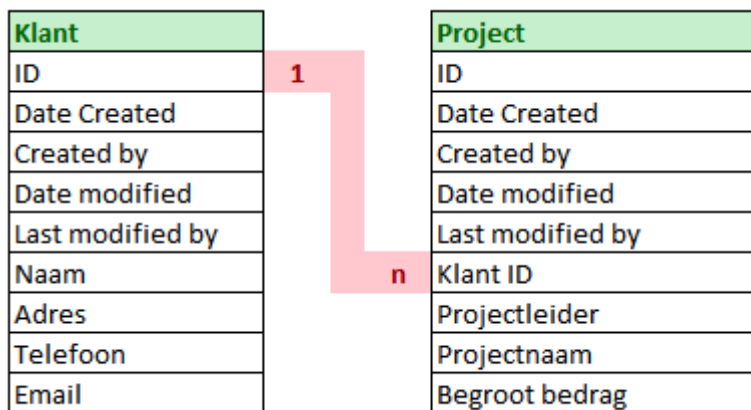 Klant
ID
Date Created
Created by
Date modified
Last modified by
Naam
Adres
Telefoon
Email
1
n
Project
ID
Date Created
Created by
Date modified
Last modified by
Klant ID
Projectleider
Projectnaam
Begroot bedrag